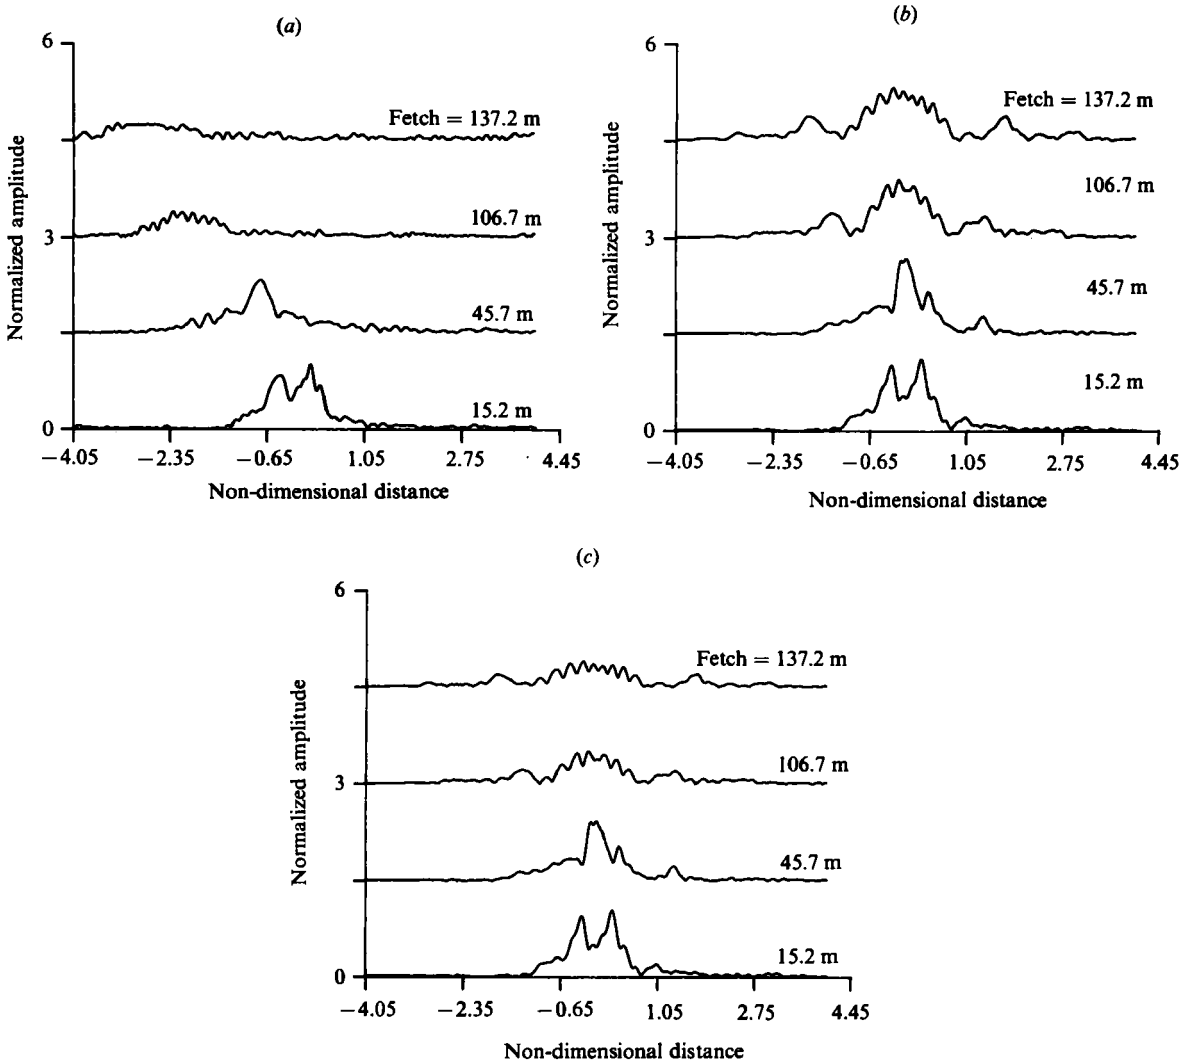 (a)
6
3
0
Normalized amplitude
Fetch = 137.2 m
106.7 m
45.7 m
15.2 m
−4.05 −2.35 −0.65 1.05 2.75 4.45
Non-dimensional distance
(b)
6
3
0
Normalized amplitude
Fetch = 137.2 m
106.7 m
45.7 m
15.2 m
−4.05 −2.35 −0.65 1.05 2.75 4.45
Non-dimensional distance
(c)
6
3
0
Normalized amplitude
Fetch = 137.2 m
106.7 m
45.7 m
15.2 m
−4.05 −2.35 −0.65 1.05 2.75 4.45
Non-dimensional distance